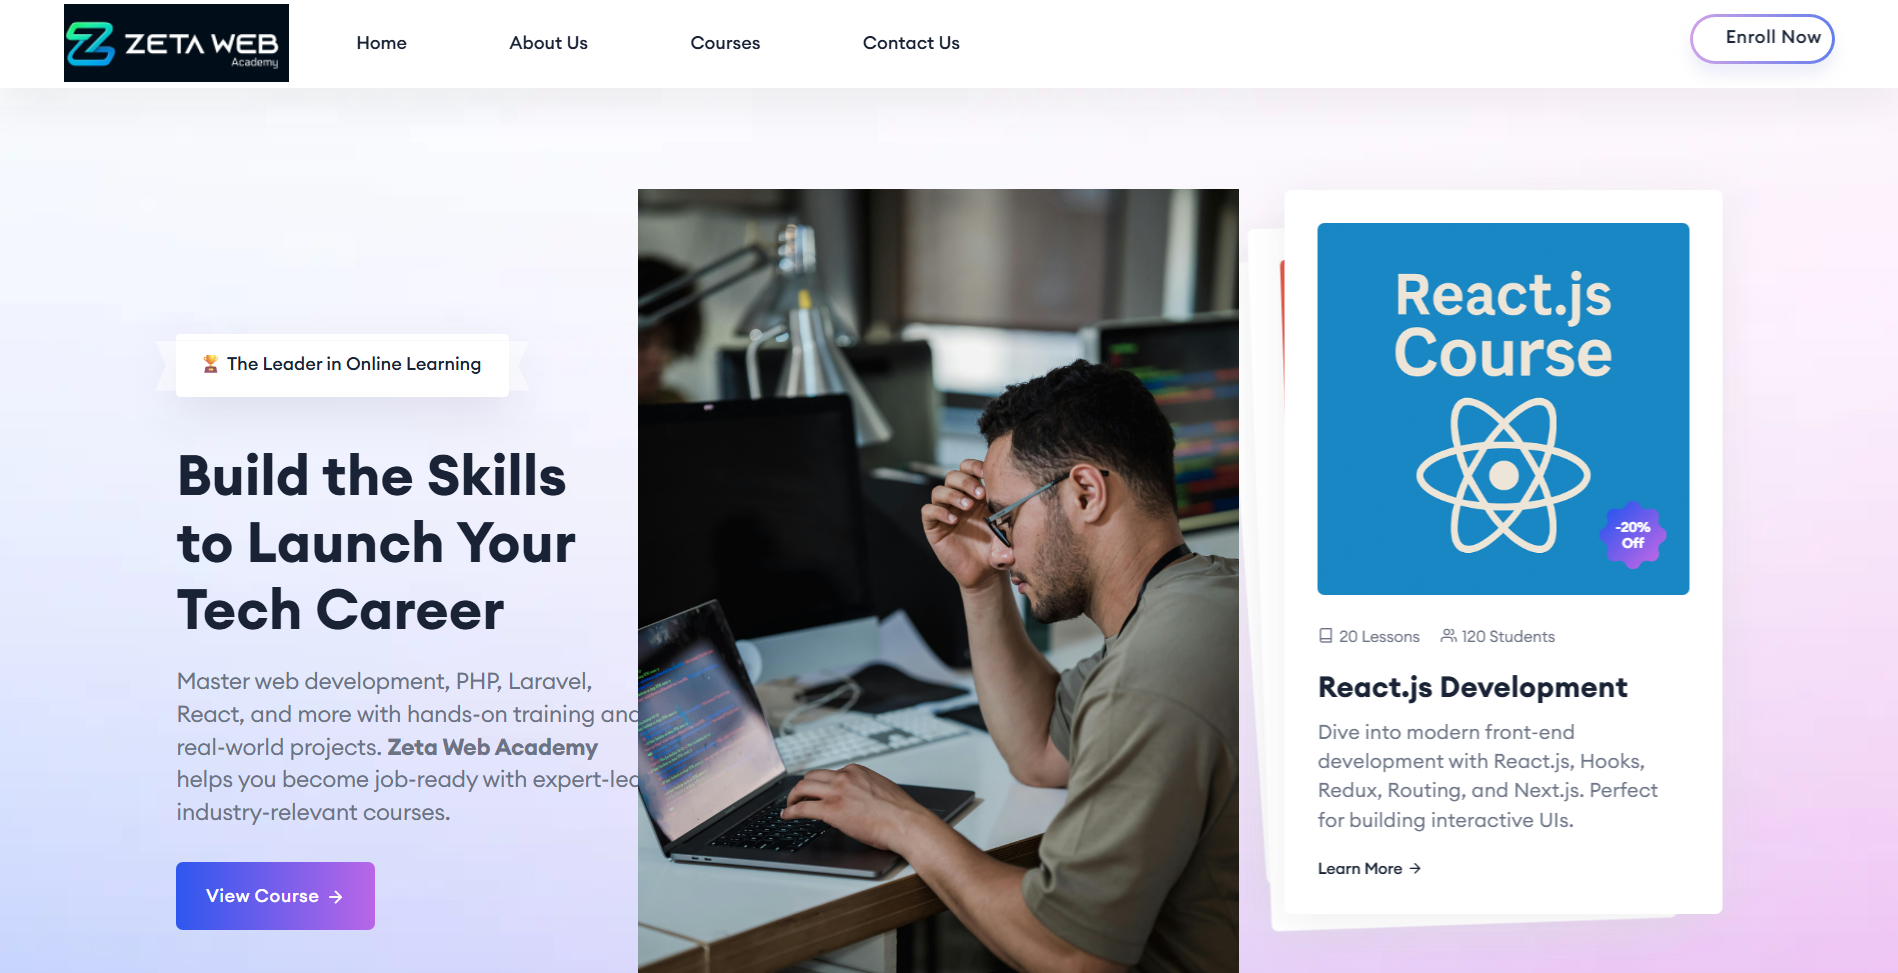 ZETA WEB
Academy
Home
About Us
Courses
Contact Us
Enroll Now
🏆 The Leader in Online Learning
Build the Skills
to Launch Your
Tech Career
Master web development, PHP, Laravel,
React, and more with hands-on training and
real-world projects. Zeta Web Academy
helps you become job-ready with expert-led
industry-relevant courses.
View Course →
React.js
Course
-20%
Off
20 Lessons
120 Students
React.js Development
Dive into modern front-end
development with React.js, Hooks,
Redux, Routing, and Next.js. Perfect
for building interactive UIs.
Learn More →